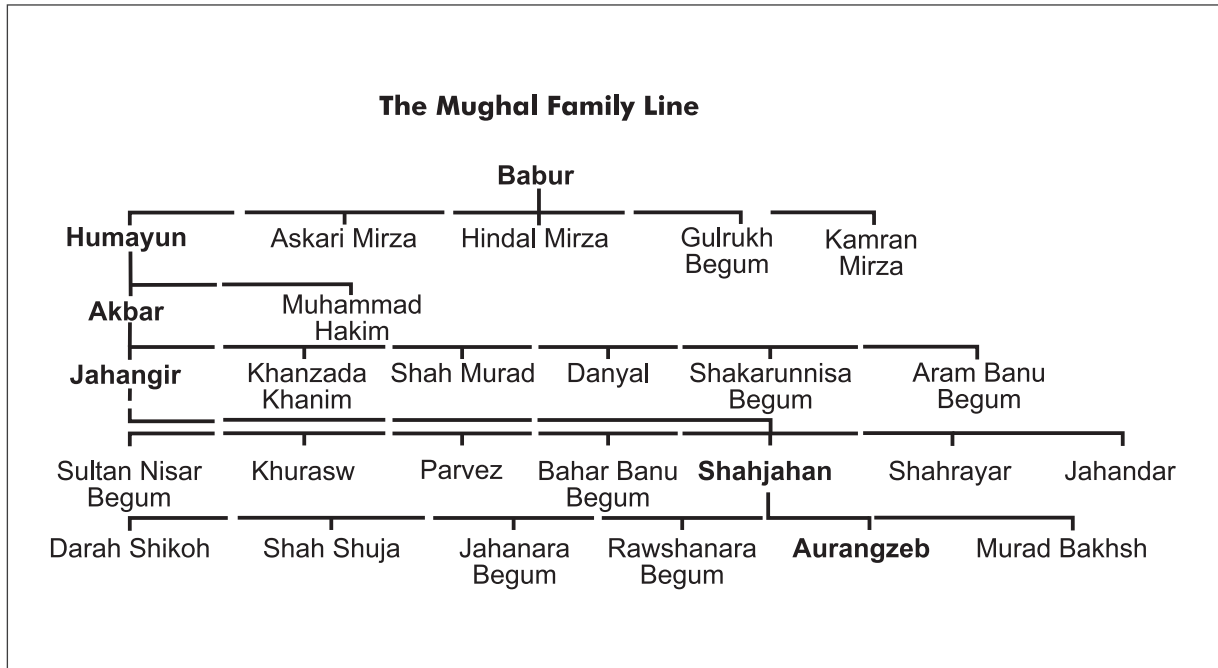 The Mughal Family Line
Babur
Humayun
Askari Mirza
Hindal Mirza
Gulrukh
Begum
Kamran
Mirza
Akbar
Muhammad
Hakim
Jahangir
Khanzada
Khanim
Shah Murad
Danyal
Shakarunnisa
Begum
Aram Banu
Begum
Sultan Nisar
Begum
Khurasw
Parvez
Bahar Banu
Begum
Shahjahan
Shahrayar
Jahandar
Darah Shikoh
Shah Shuja
Jahanara
Begum
Rawshanara
Begum
Aurangzeb
Murad Bakhsh